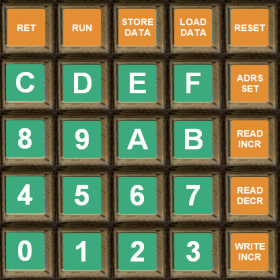 RET RUN STORE DATA LOAD DATA RESET
C D E F ADRS SET
8 9 A B READ INCR
4 5 6 7 READ DECR
0 1 2 3 WRITE INCR